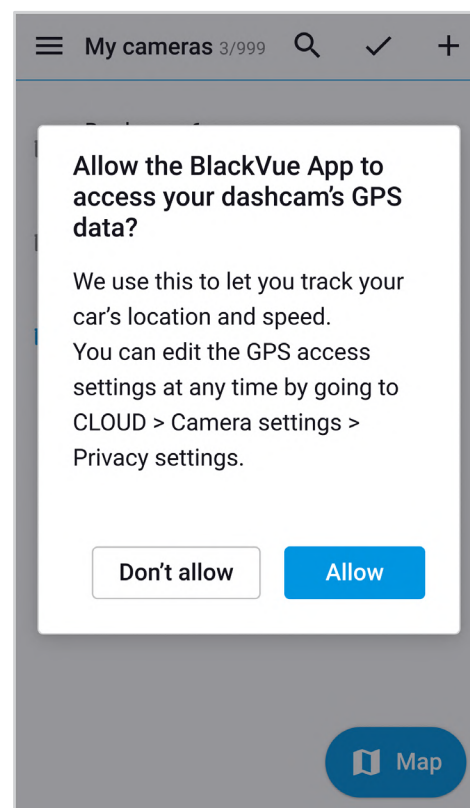 My cameras 3/999
Allow the BlackVue App to
access your dashcam's GPS
data?
We use this to let you track your
car's location and speed.
You can edit the GPS access
settings at any time by going to
CLOUD > Camera settings >
Privacy settings.
Don't allow Allow
Map